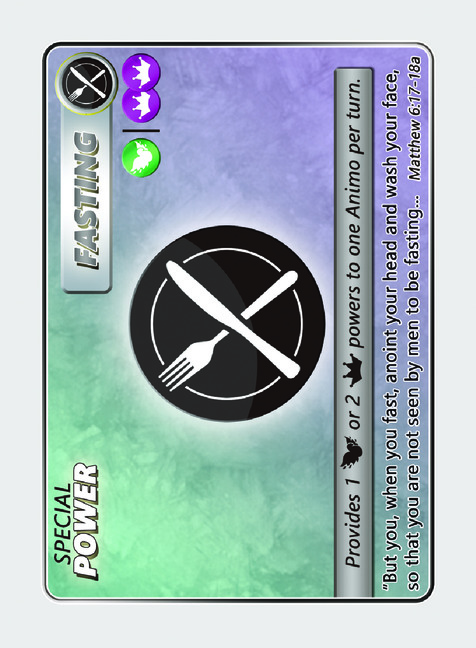 SPECIAL
POWER
FASTING
Provides 1 or 2 powers to one Animo per turn.
"But you, when you fast, anoint your head and wash your face,
so that you are not seen by men to be fasting... Matthew 6:17-18a